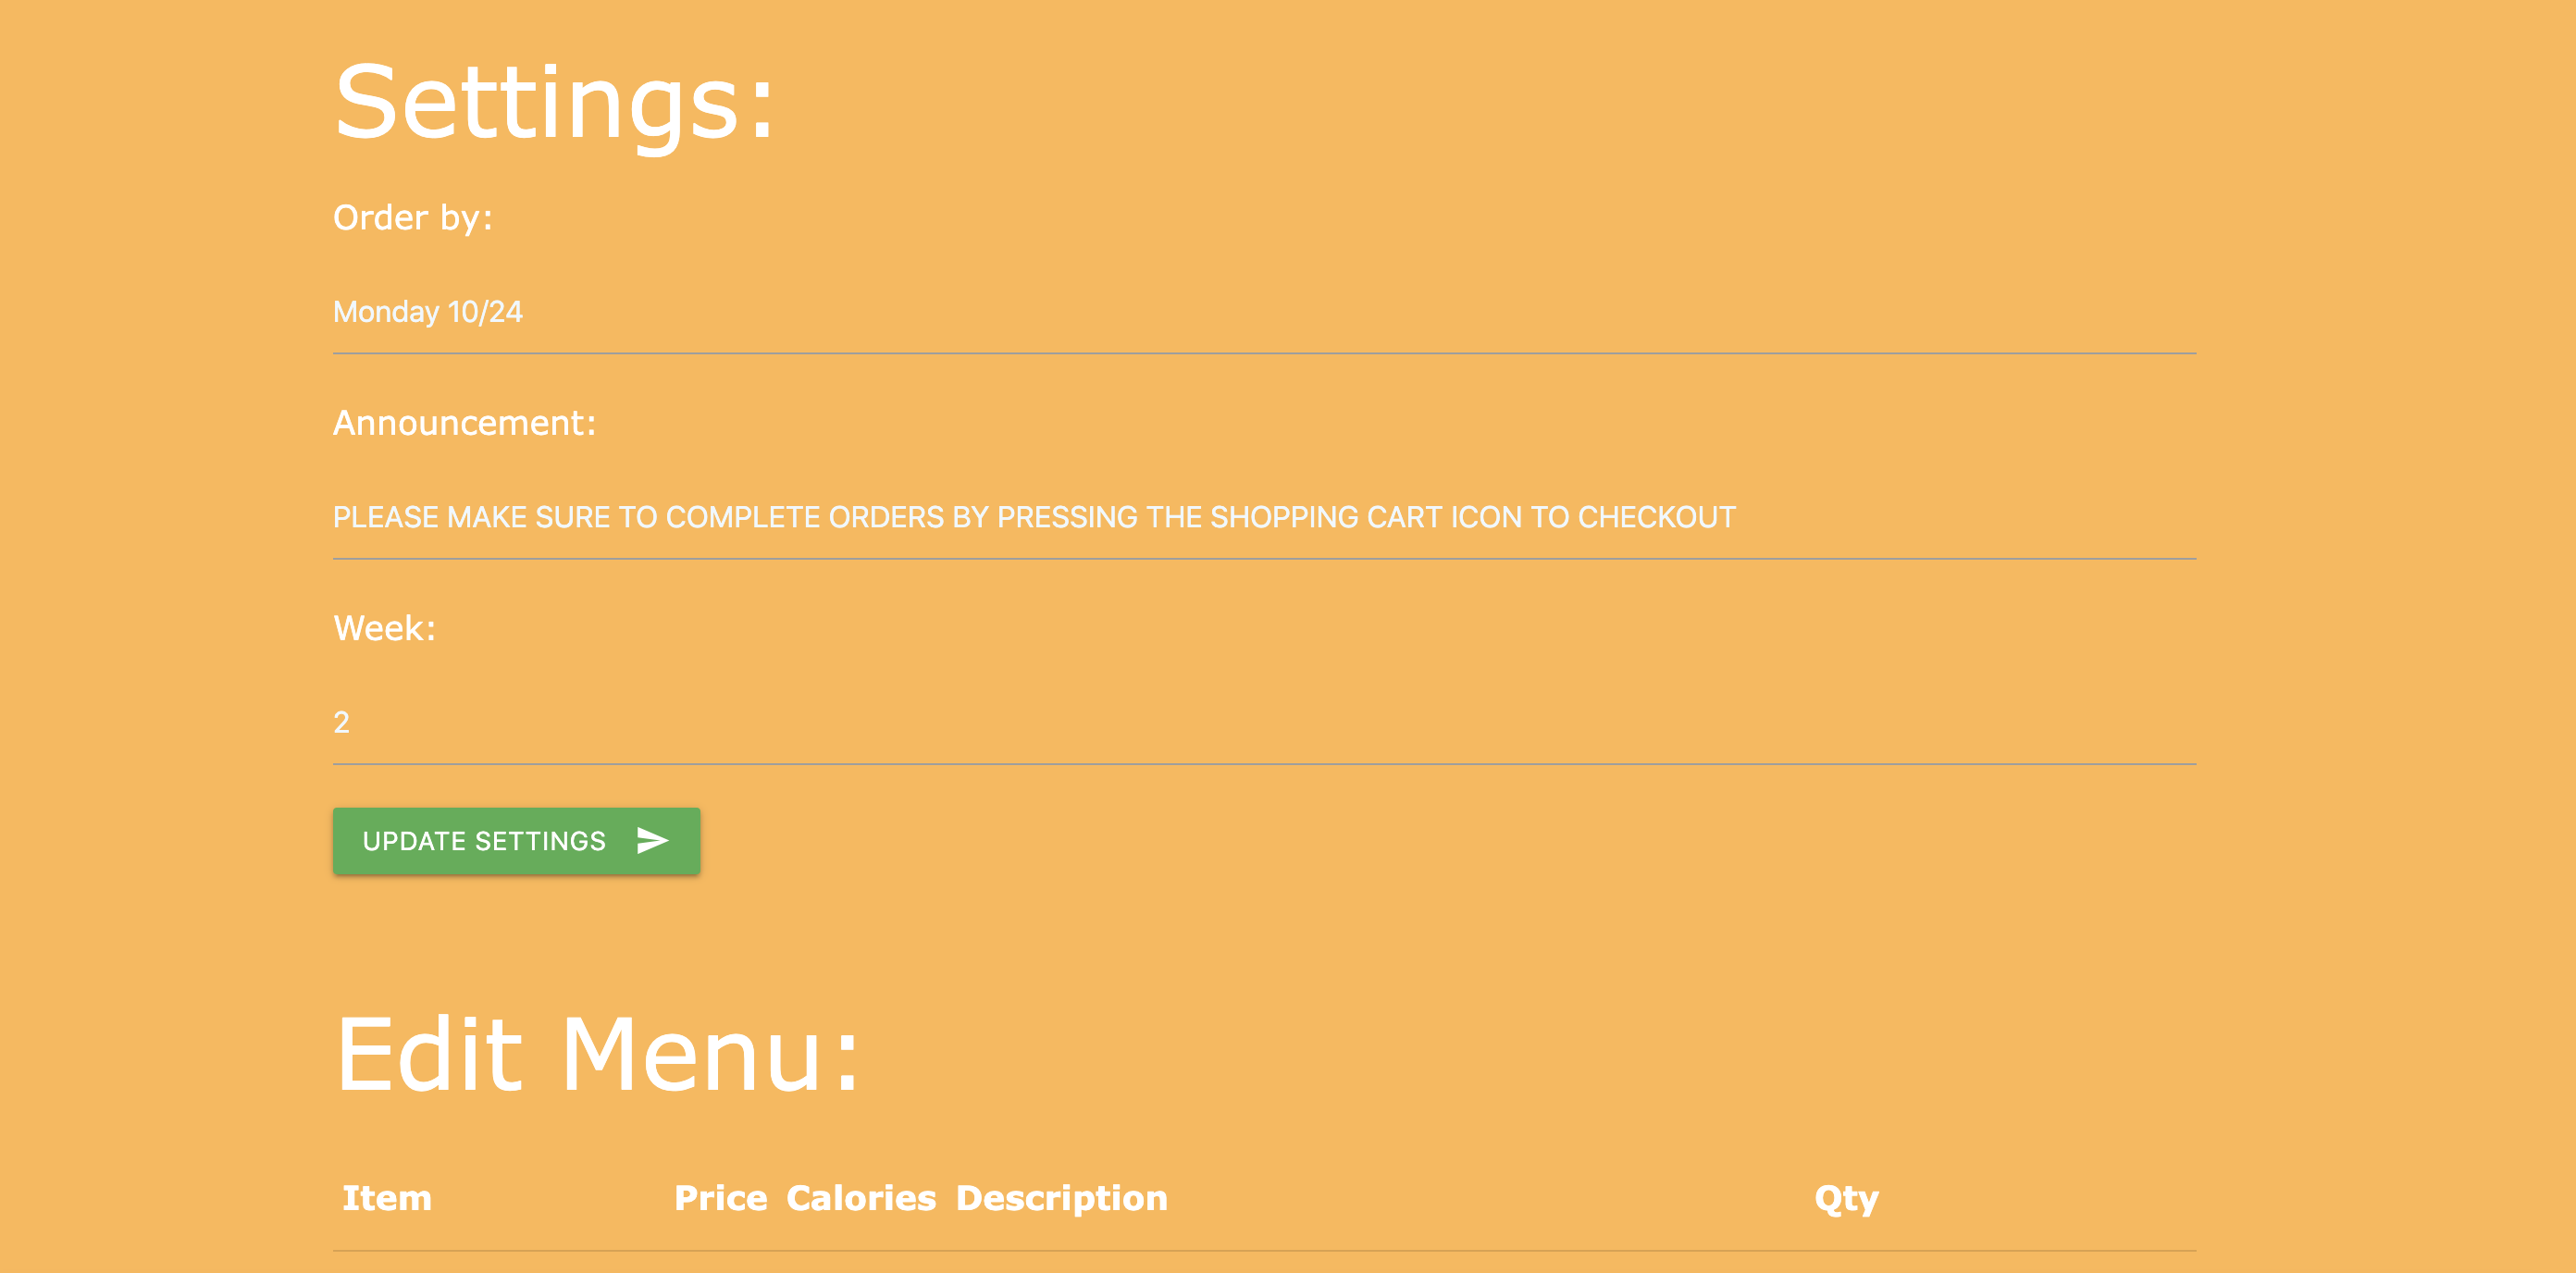 Settings:
Order by:
Monday 10/24
Announcement:
PLEASE MAKE SURE TO COMPLETE ORDERS BY PRESSING THE SHOPPING CART ICON TO CHECKOUT
Week:
2
UPDATE SETTINGS
Edit Menu:
Item Price Calories Description Qty